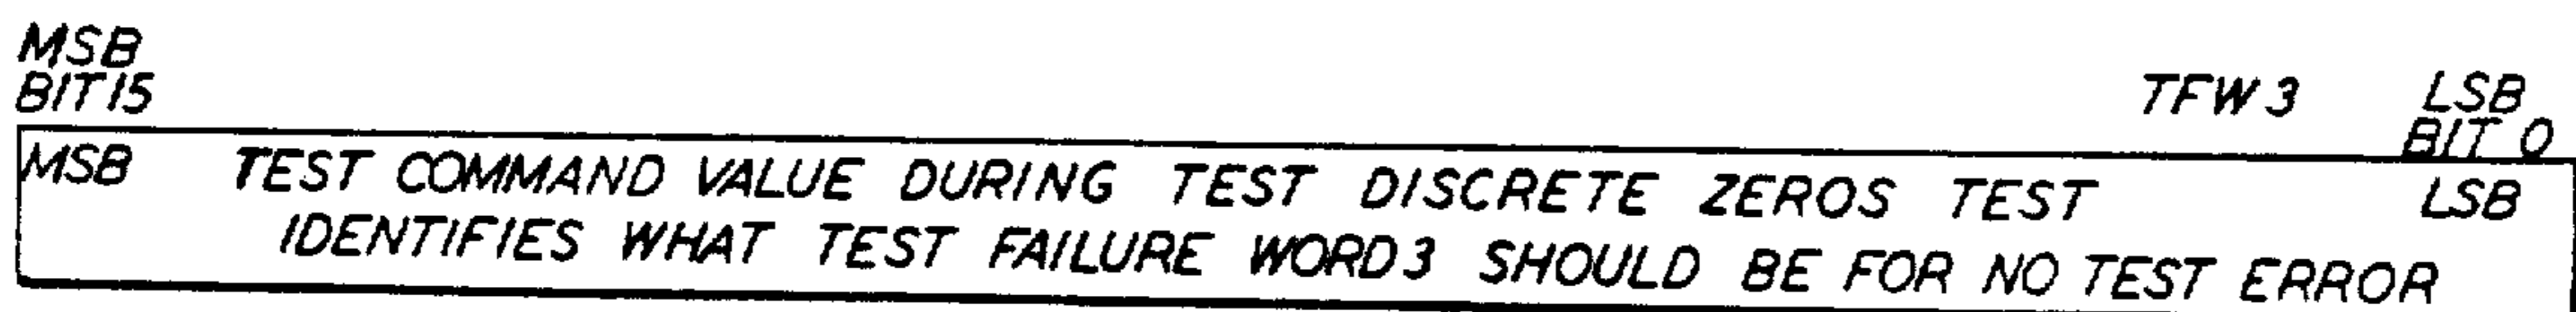 MSB
BIT 15
TFW 3 LSB
BIT 0
MSB TEST COMMAND VALUE DURING TEST DISCRETE ZEROS TEST LSB
IDENTIFIES WHAT TEST FAILURE WORD 3 SHOULD BE FOR NO TEST ERROR